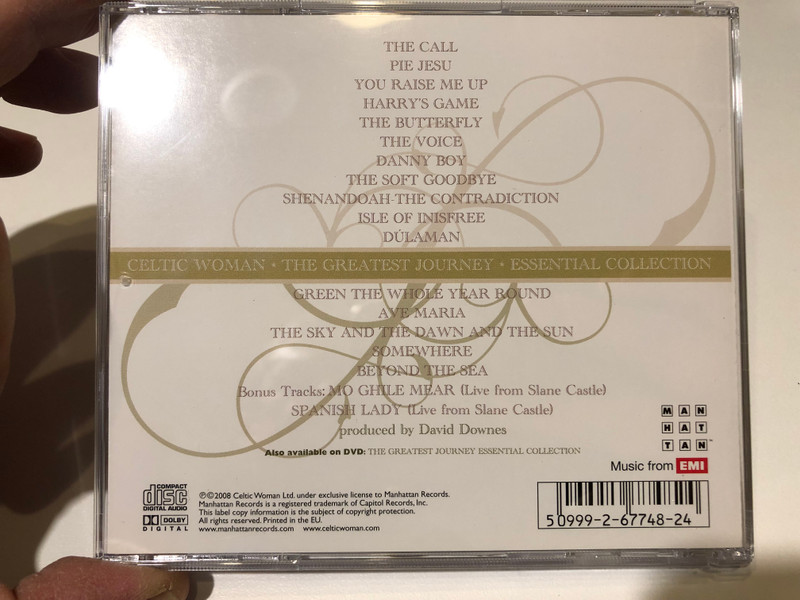 THE CALL
PIE JESU
YOU RAISE ME UP
HARRY'S GAME
THE BUTTERFLY
THE VOICE
DANNY BOY
THE SOFT GOODBYE
SHENANDOAH-THE CONTRADICTION
ISLE OF INISFREE
DÚLAMAN
CELTIC WOMAN • THE GREATEST JOURNEY • ESSENTIAL COLLECTION
GREEN THE WHOLE YEAR ROUND
AVE MARIA
THE SKY AND THE DAWN AND THE SUN
SOMEWHERE
BEYOND THE SEA
Bonus Tracks: MO GHILE MEAR (Live from Slane Castle)
SPANISH LADY (Live from Slane Castle)
produced by David Downes
Also available on DVD: THE GREATEST JOURNEY ESSENTIAL COLLECTION
MAN
HAT
TAN™
Music from EMI
COMPACT
disc
DIGITAL AUDIO
DOLBY
DIGITAL
℗©2008 Celtic Woman Ltd. under exclusive license to Manhattan Records.
Manhattan Records is a registered trademark of Capitol Records, Inc.
This label copy information is the subject of copyright protection.
All rights reserved. Printed in the EU.
www.manhattanrecords.com www.celticwoman.com
5 0999-2-67748-24